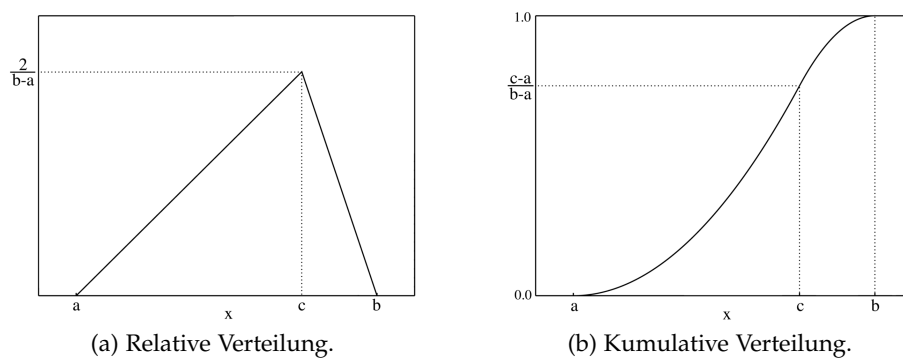 2
b-a
a
x
c
b
(a) Relative Verteilung.
1.0
c-a
b-a
0.0
a
x
c
b
(b) Kumulative Verteilung.